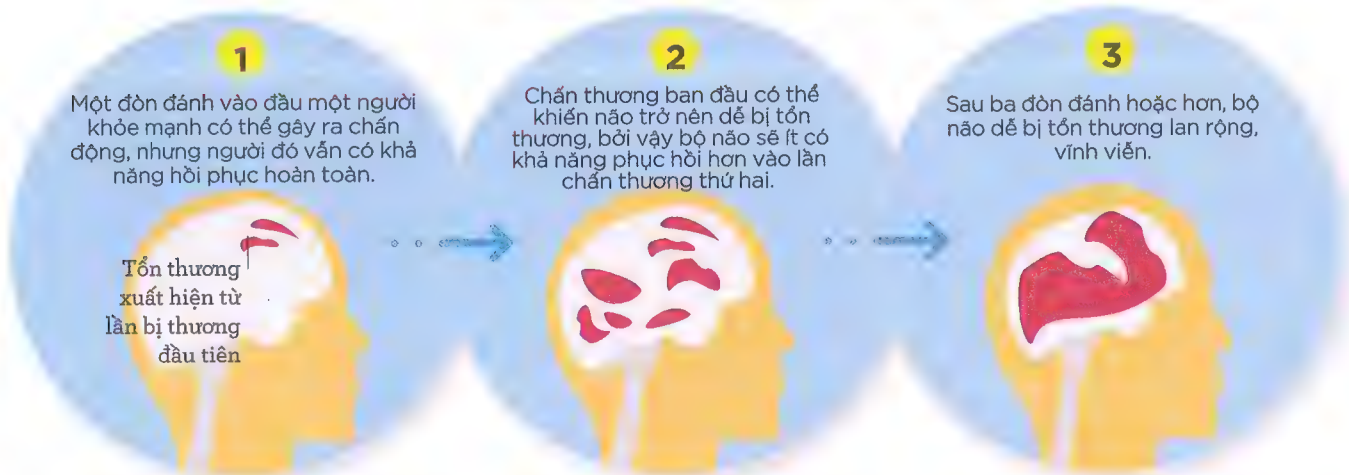 1
Một đòn đánh vào đầu một người
khỏe mạnh có thể gây ra chấn
động, nhưng người đó vẫn có khả
năng hồi phục hoàn toàn.
Tổn thương
xuất hiện từ
lần bị thương
đầu tiên
2
Chấn thương ban đầu có thể
khiến não trở nên dễ bị tổn
thương, bởi vậy bộ não sẽ ít có
khả năng phục hồi hơn vào lần
chấn thương thứ hai.
3
Sau ba đòn đánh hoặc hơn, bộ
não dễ bị tổn thương lan rộng,
vĩnh viễn.